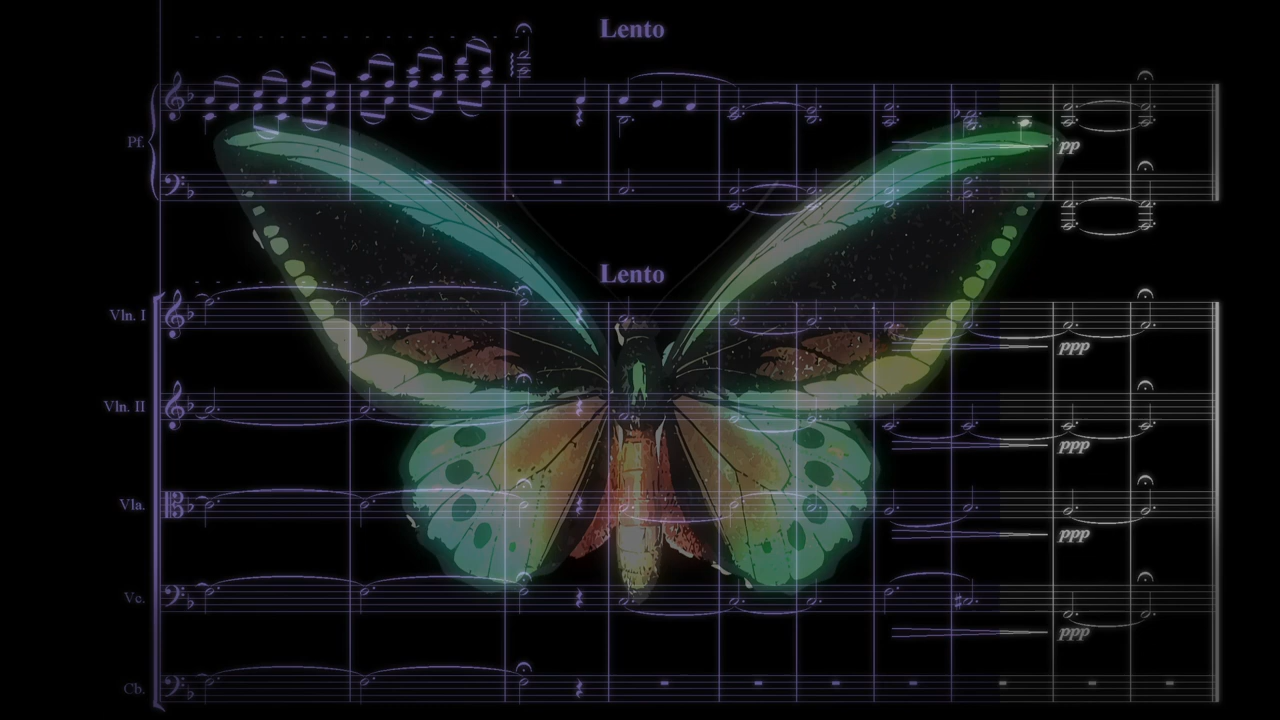 Lento
Pf.
pp
Lento
Vln. I
ppp
Vln. II
ppp
Vla.
ppp
Vc.
ppp
Cb.